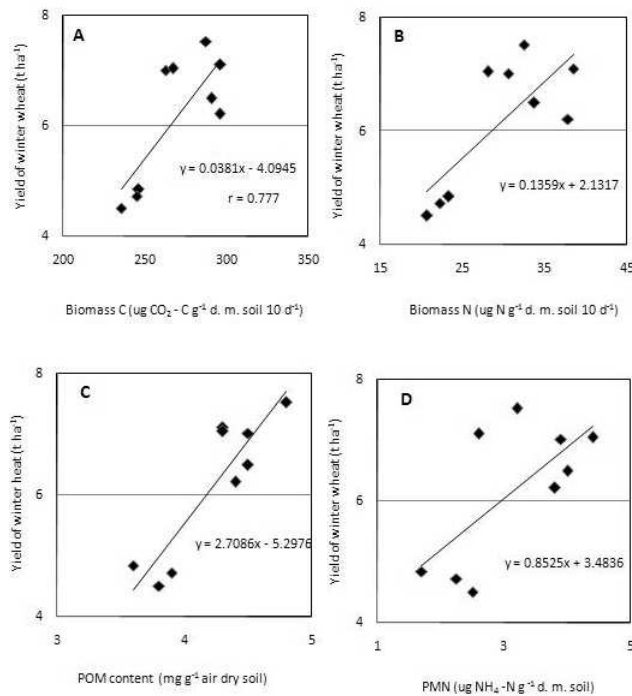 A
8
6
4
200
250
300
350
Yield of winter wheat (t ha⁻¹)
y = 0.0381x - 4.0945
r = 0.777
Biomass C (ug CO₂ - C g⁻¹ d. m. soil 10 d⁻¹)
B
8
6
4
15
25
35
45
Yield of winter wheat (t ha⁻¹)
y = 0.1359x + 2.1317
Biomass N (ug N g⁻¹ d. m. soil 10 d⁻¹)
C
8
6
4
3
4
5
Yield of winter heat (t ha⁻¹)
y = 2.7086x - 5.2976
POM content (mg g⁻¹ air dry soil)
D
8
6
4
1
3
5
Yield of winter wheat (t ha⁻¹)
y = 0.8525x + 3.4836
PMN (ug NH₄ -N g⁻¹ d. m. soil)